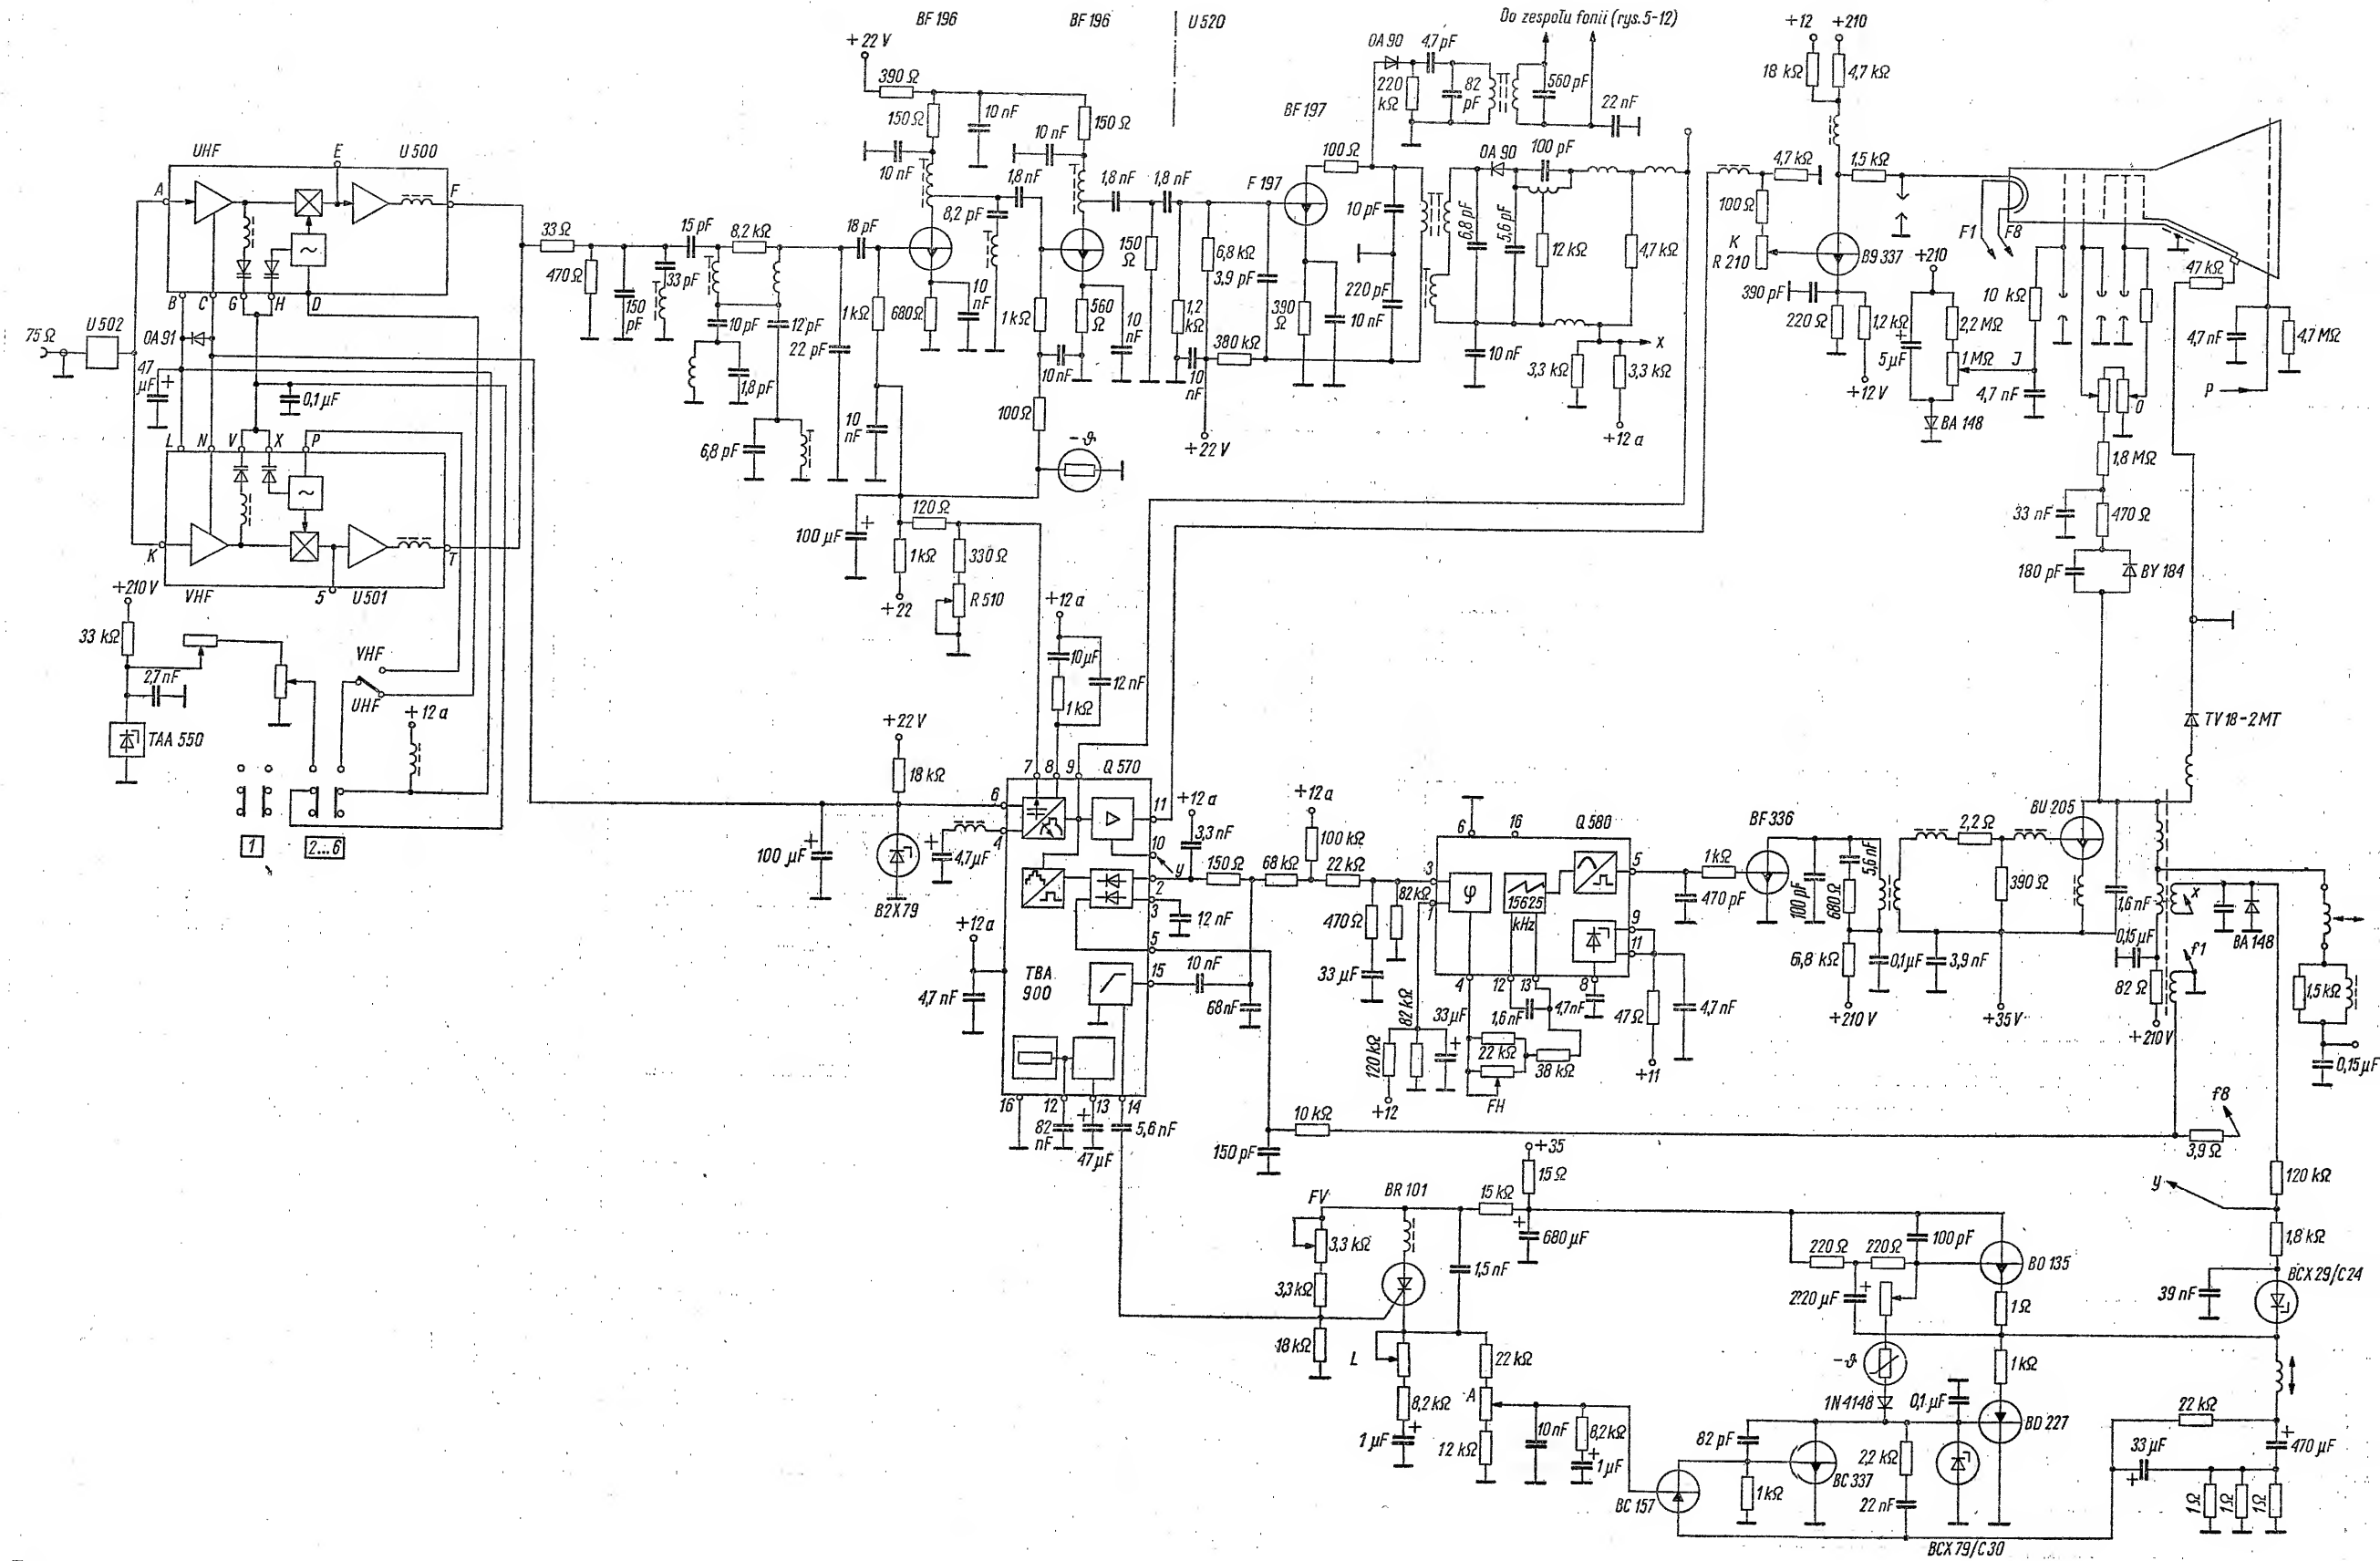 BF 196
BF 196
U 520
Do zespołu fonii (rys. 5-12)
+12
+210
+ 22 V
0A 90
4,7 pF
18 kΩ
4,7 kΩ
390 Ω
220 kΩ
82 pF
560 pF
22 nF
150 Ω
10 nF
10 nF
150 Ω
BF 197
10 nF
1,8 nF
1,8 nF
1,8 nF
F 197
100 Ω
0A 90
100 pF
4,7 kΩ
1,5 kΩ
UHF
E
U 500
A
F
B
C
G
H
D
33 Ω
15 pF
8,2 kΩ
18 pF
8,2 pF
150 Ω
6,8 kΩ
3,9 pF
10 pF
6,8 pF
5,6 pF
12 kΩ
4,7 kΩ
100 Ω
K
R 210
B9 337
F1
F8
+210
47 kΩ
470 Ω
150 pF
33 pF
10 pF
12 pF
22 pF
1 kΩ
680 Ω
10 nF
1 kΩ
560 Ω
10 nF
1,2 kΩ
390 Ω
10 nF
220 pF
390 pF
220 Ω
1,2 kΩ
5 µF
2,2 MΩ
1 MΩ
J
10 kΩ
4,7 nF
4,7 MΩ
75 Ω
U 502
0A 91
47 µF
0,1 µF
1,8 pF
10 nF
10 nF
380 kΩ
10 nF
3,3 kΩ
3,3 kΩ
X
+12 V
4,7 nF
0
P
L
N
V
X
P
6,8 pF
10 nF
100 Ω
-ϑ
+ 22 V
+12 a
BA 148
1,8 MΩ
33 nF
470 Ω
K
T
5
VHF
U 501
100 µF
120 Ω
1 kΩ
330 Ω
+22
R 510
180 pF
BY 184
+210 V
33 kΩ
2,7 nF
VHF
UHF
+ 12 a
TAA 550
+12 a
10 µF
12 nF
1 kΩ
+22 V
18 kΩ
TV 18-2 MT
1
2...6
100 µF
B2X79
4,7 µF
7
8
9
Q 570
6
4
11
10
y
2
3
5
15
+12 a
3,3 nF
150 Ω
68 kΩ
+12 a
100 kΩ
22 kΩ
12 nF
82 kΩ
470 Ω
33 µF
6
16
Q 580
3
1
φ
15625
kHz
5
9
11
4
12
13
8
BF 336
1 kΩ
470 pF
100 pF
680 Ω
5,6 nF
2,2 Ω
390 Ω
BU 205
1,6 nF
x
BA 148
+12 a
4,7 nF
TBA
900
10 nF
68 nF
82 kΩ
33 µF
1,6 nF
4,7 nF
47 Ω
4,7 nF
6,8 kΩ
0,1 µF
3,9 nF
0,15 µF
82 Ω
f1
1,5 kΩ
+210 V
+35 V
+210 V
0,15 µF
120 kΩ
22 kΩ
38 kΩ
FH
+12
+11
16
12
13
14
82 nF
47 µF
5,6 nF
150 pF
10 kΩ
f8
3,9 Ω
+35
15 Ω
120 kΩ
y
FV
BR 101
15 kΩ
680 µF
3,3 kΩ
3,3 kΩ
18 kΩ
1,5 nF
220 Ω
220 Ω
100 pF
BO 135
1,8 kΩ
39 nF
BCX 29/C24
220 µF
1 Ω
L
8,2 kΩ
1 µF
22 kΩ
A
12 kΩ
-ϑ
1N4148
0,1 µF
1 kΩ
BD 227
22 kΩ
10 nF
8,2 kΩ
1 µF
82 pF
BC 337
2,2 kΩ
22 nF
33 µF
470 µF
BC 157
1 kΩ
1 Ω
1 Ω
1 Ω
BCX 79/C 30